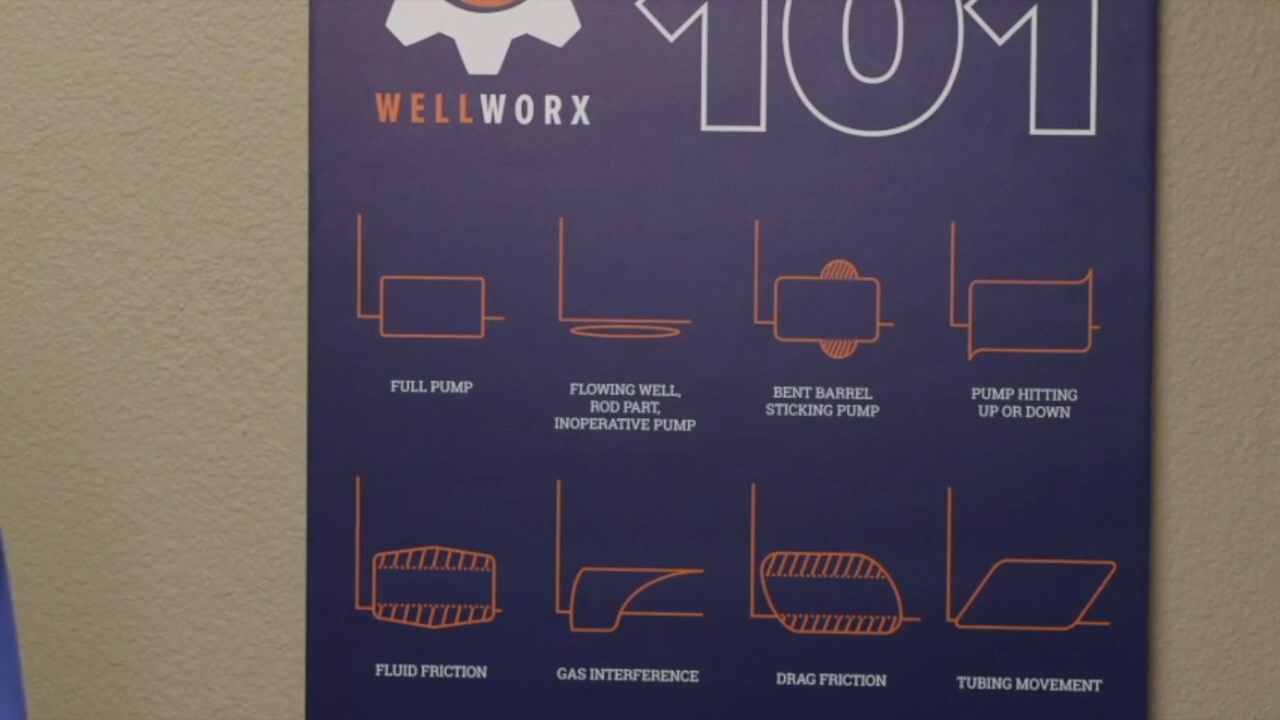 101
WELLWORX
FULL PUMP
FLOWING WELL,
ROD PART,
INOPERATIVE PUMP
BENT BARREL
STICKING PUMP
PUMP HITTING
UP OR DOWN
FLUID FRICTION
GAS INTERFERENCE
DRAG FRICTION
TUBING MOVEMENT